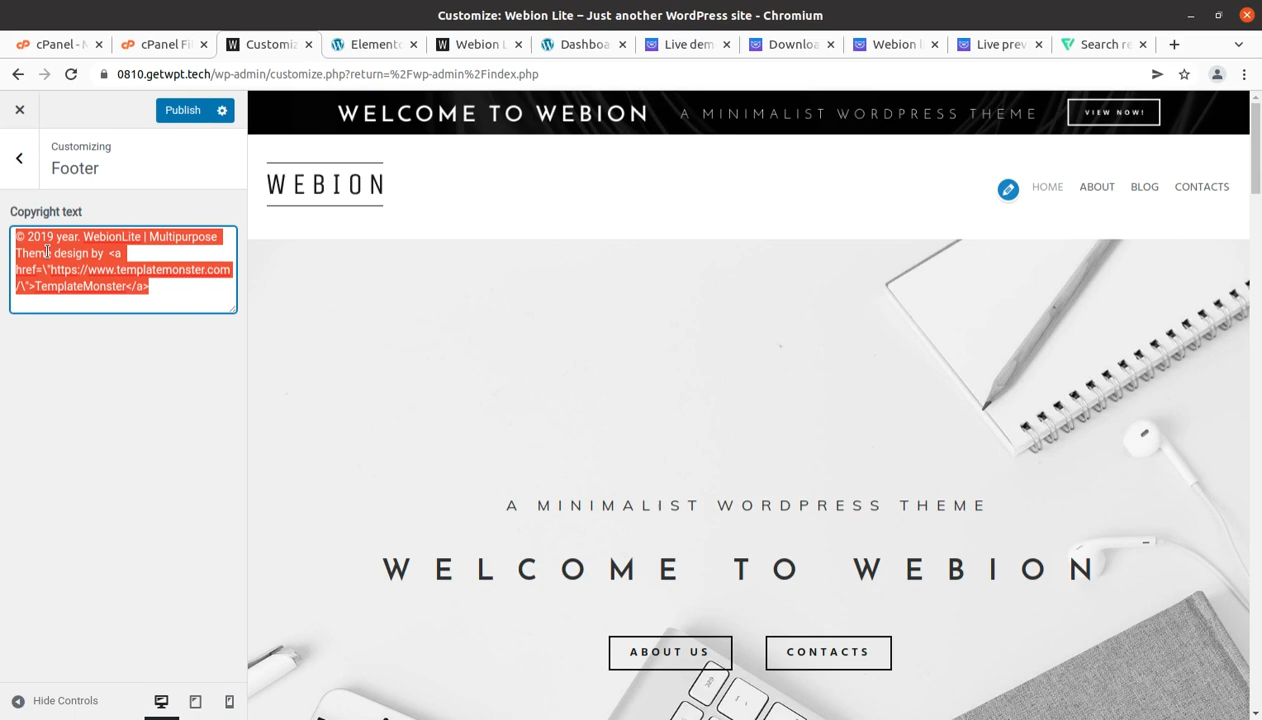 Customize: Webion Lite – Just another WordPress site - Chromium
cPanel - N
cPanel Fi
Customiz
Elemento
Webion L
Dashboa
Live dem
Downloa
Webion l
Live prev
Search re
0810.getwpt.tech/wp-admin/customize.php?return=%2Fwp-admin%2Findex.php
Publish
Customizing
Footer
Copyright text
© 2019 year. WebionLite | Multipurpose
Theme design by <a
href=\"https://www.templatemonster.com
/\">TemplateMonster</a>
Hide Controls
WELCOME TO WEBION
A MINIMALIST WORDPRESS THEME
VIEW NOW!
WEBION
HOME
ABOUT
BLOG
CONTACTS
A MINIMALIST WORDPRESS THEME
WELCOME TO WEBION
ABOUT US
CONTACTS